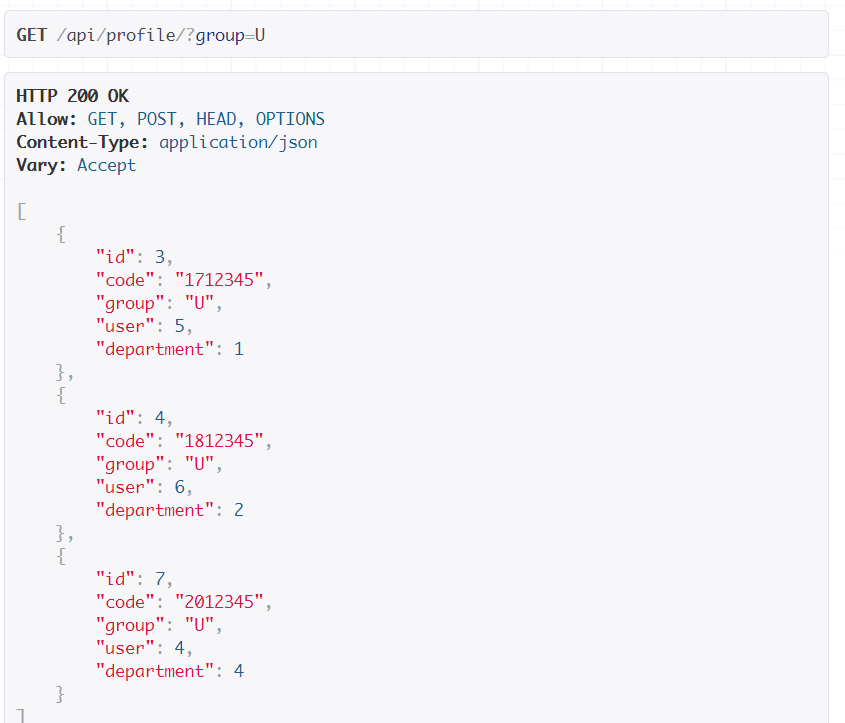 GET /api/profile/?group=U
HTTP 200 OK
Allow: GET, POST, HEAD, OPTIONS
Content-Type: application/json
Vary: Accept
[
    {
        "id": 3,
        "code": "1712345",
        "group": "U",
        "user": 5,
        "department": 1
    },
    {
        "id": 4,
        "code": "1812345",
        "group": "U",
        "user": 6,
        "department": 2
    },
    {
        "id": 7,
        "code": "2012345",
        "group": "U",
        "user": 4,
        "department": 4
    }
]